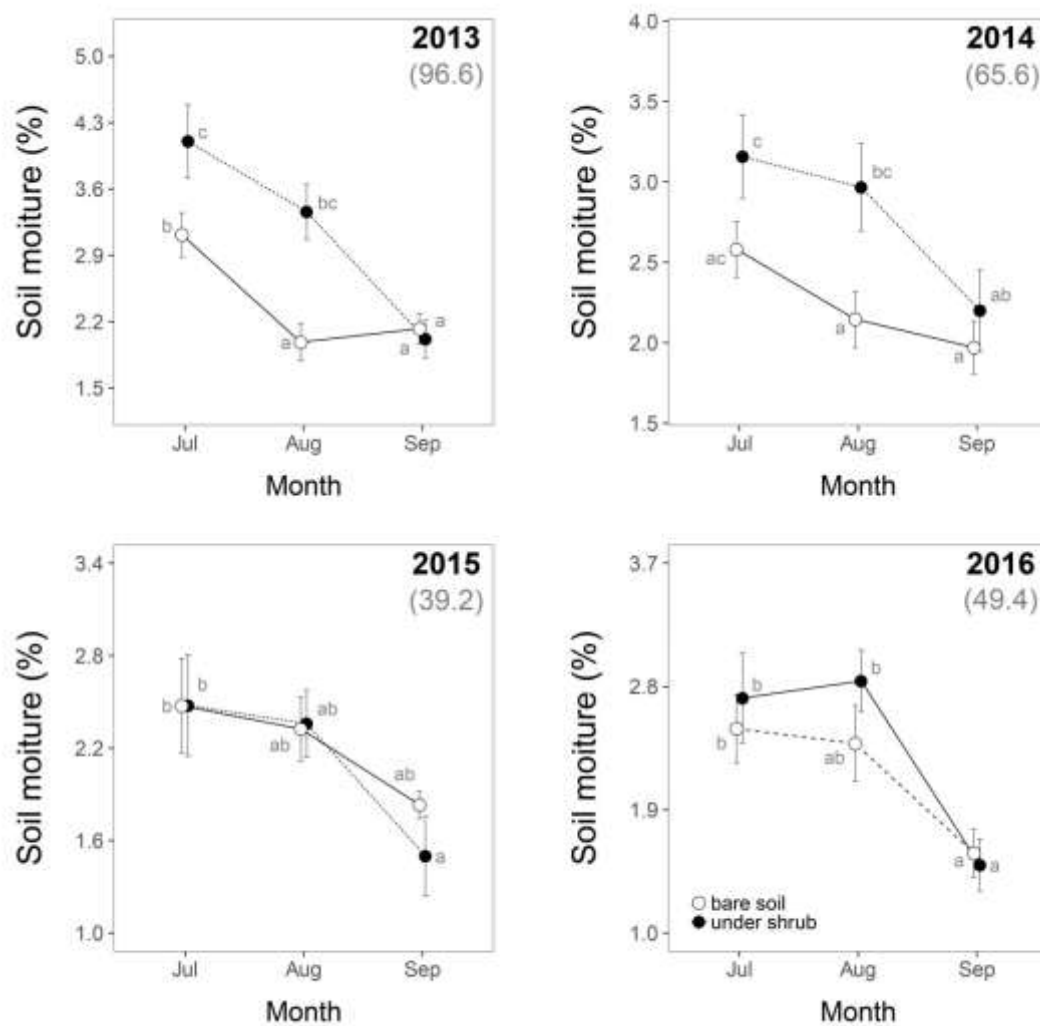 2013
(96.6)
Soil moiture (%)
5.0
4.3
3.6
2.9
2.2
1.5
c
bc
b
a
a
a
Jul Aug Sep
Month
2014
(65.6)
Soil moiture (%)
4.0
3.5
3.0
2.5
2.0
1.5
c
bc
ac
ab
a
a
Jul Aug Sep
Month
2015
(39.2)
Soil moiture (%)
3.4
2.8
2.2
1.6
1.0
b
b
ab
ab
ab
a
Jul Aug Sep
Month
2016
(49.4)
Soil moiture (%)
3.7
2.8
1.9
1.0
b
b
b
ab
a
a
bare soil
under shrub
Jul Aug Sep
Month